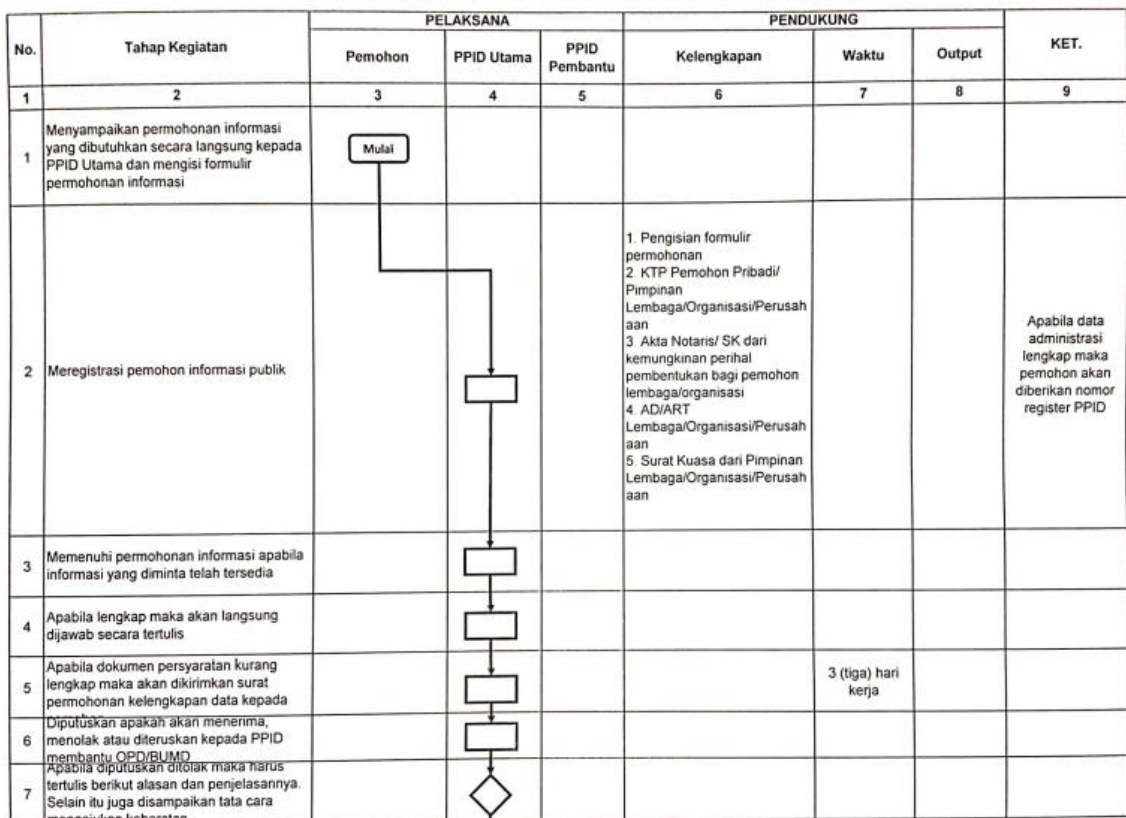 PELAKSANA
PENDUKUNG
No.
Tahap Kegiatan
Pemohon
PPID Utama
PPID
Pembantu
Kelengkapan
Waktu
Output
KET.
1
2
3
4
5
6
7
8
9
1
Menyampaikan permohonan informasi
yang dibutuhkan secara langsung kepada
PPID Utama dan mengisi formulir
permohonan informasi
Mulai
2
Meregistrasi pemohon informasi publik
1. Pengisian formulir
permohonan
2. KTP Pemohon Pribadi/
Pimpinan
Lembaga/Organisasi/Perusah
aan
3. Akta Notaris/ SK dari
kemungkinan perihal
pembentukan bagi pemohon
lembaga/organisasi
4. AD/ART
Lembaga/Organisasi/Perusah
aan
5. Surat Kuasa dari Pimpinan
Lembaga/Organisasi/Perusah
aan
Apabila data
administrasi
lengkap maka
pemohon akan
diberikan nomor
register PPID
3
Memenuhi permohonan informasi apabila
informasi yang diminta telah tersedia
4
Apabila lengkap maka akan langsung
dijawab secara tertulis
5
Apabila dokumen persyaratan kurang
lengkap maka akan dikirimkan surat
permohonan kelengkapan data kepada
3 (tiga) hari
kerja
6
Diputuskan apakah akan menerima,
menolak atau diteruskan kepada PPID
membantu OPD/BUMD
7
Apabila diputuskan ditolak maka harus
tertulis berikut alasan dan penjelasannya.
Selain itu juga disampaikan tata cara